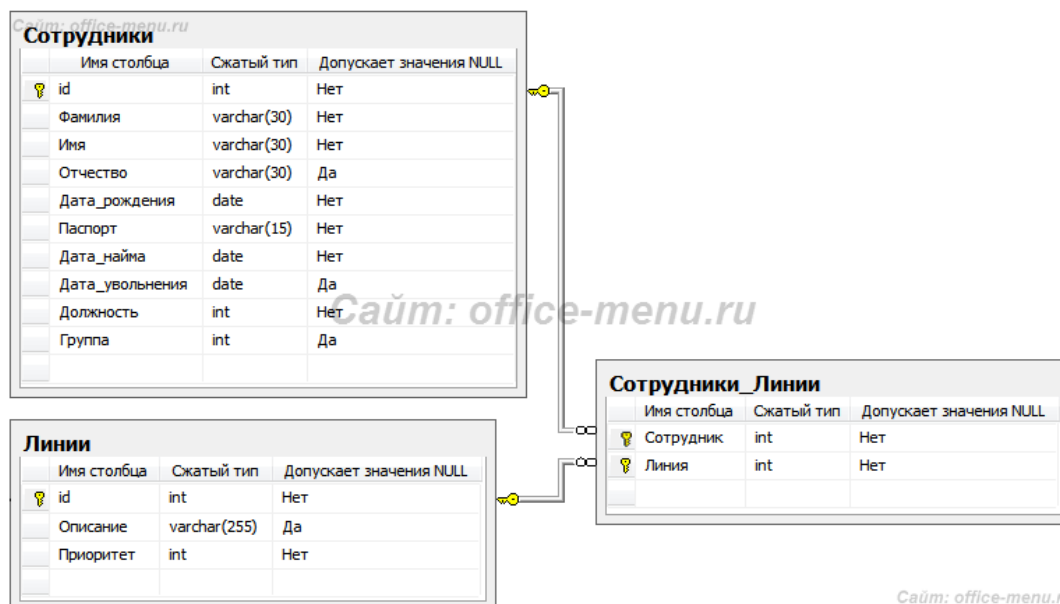 Сайт: office-menu.ru
Сотрудники
Имя столбца Сжатый тип Допускает значения NULL
id int Нет
Фамилия varchar(30) Нет
Имя varchar(30) Нет
Отчество varchar(30) Да
Дата_рождения date Нет
Паспорт varchar(15) Нет
Дата_найма date Нет
Дата_увольнения date Да
Должность int Нет
Группа int Да
Сайт: office-menu.ru
Сотрудники_Линии
Имя столбца Сжатый тип Допускает значения NULL
Сотрудник int Нет
Линия int Нет
Линии
Имя столбца Сжатый тип Допускает значения NULL
id int Нет
Описание varchar(255) Да
Приоритет int Нет
Сайт: office-menu.r